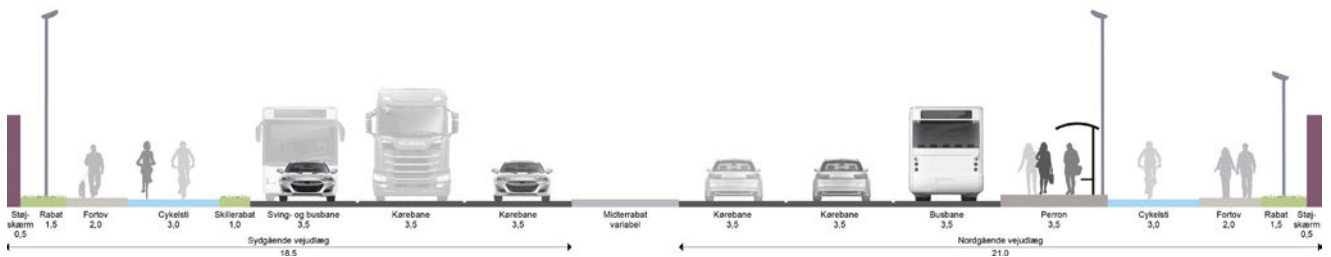 Støj-
skærm
0,5
Rabat
1,5
Fortov
2,0
Cykelsti
3,0
Skillerabat
1,0
Sving- og busbane
3,5
Kørebane
3,5
Kørebane
3,5
Midterrabat
variabel
Kørebane
3,5
Kørebane
3,5
Busbane
3,5
Perron
3,5
Cykelsti
3,0
Fortov
2,0
Rabat
1,5
Støj-
skærm
0,5
Sydgående vejudlæg
18,5
Nordgående vejudlæg
21,0